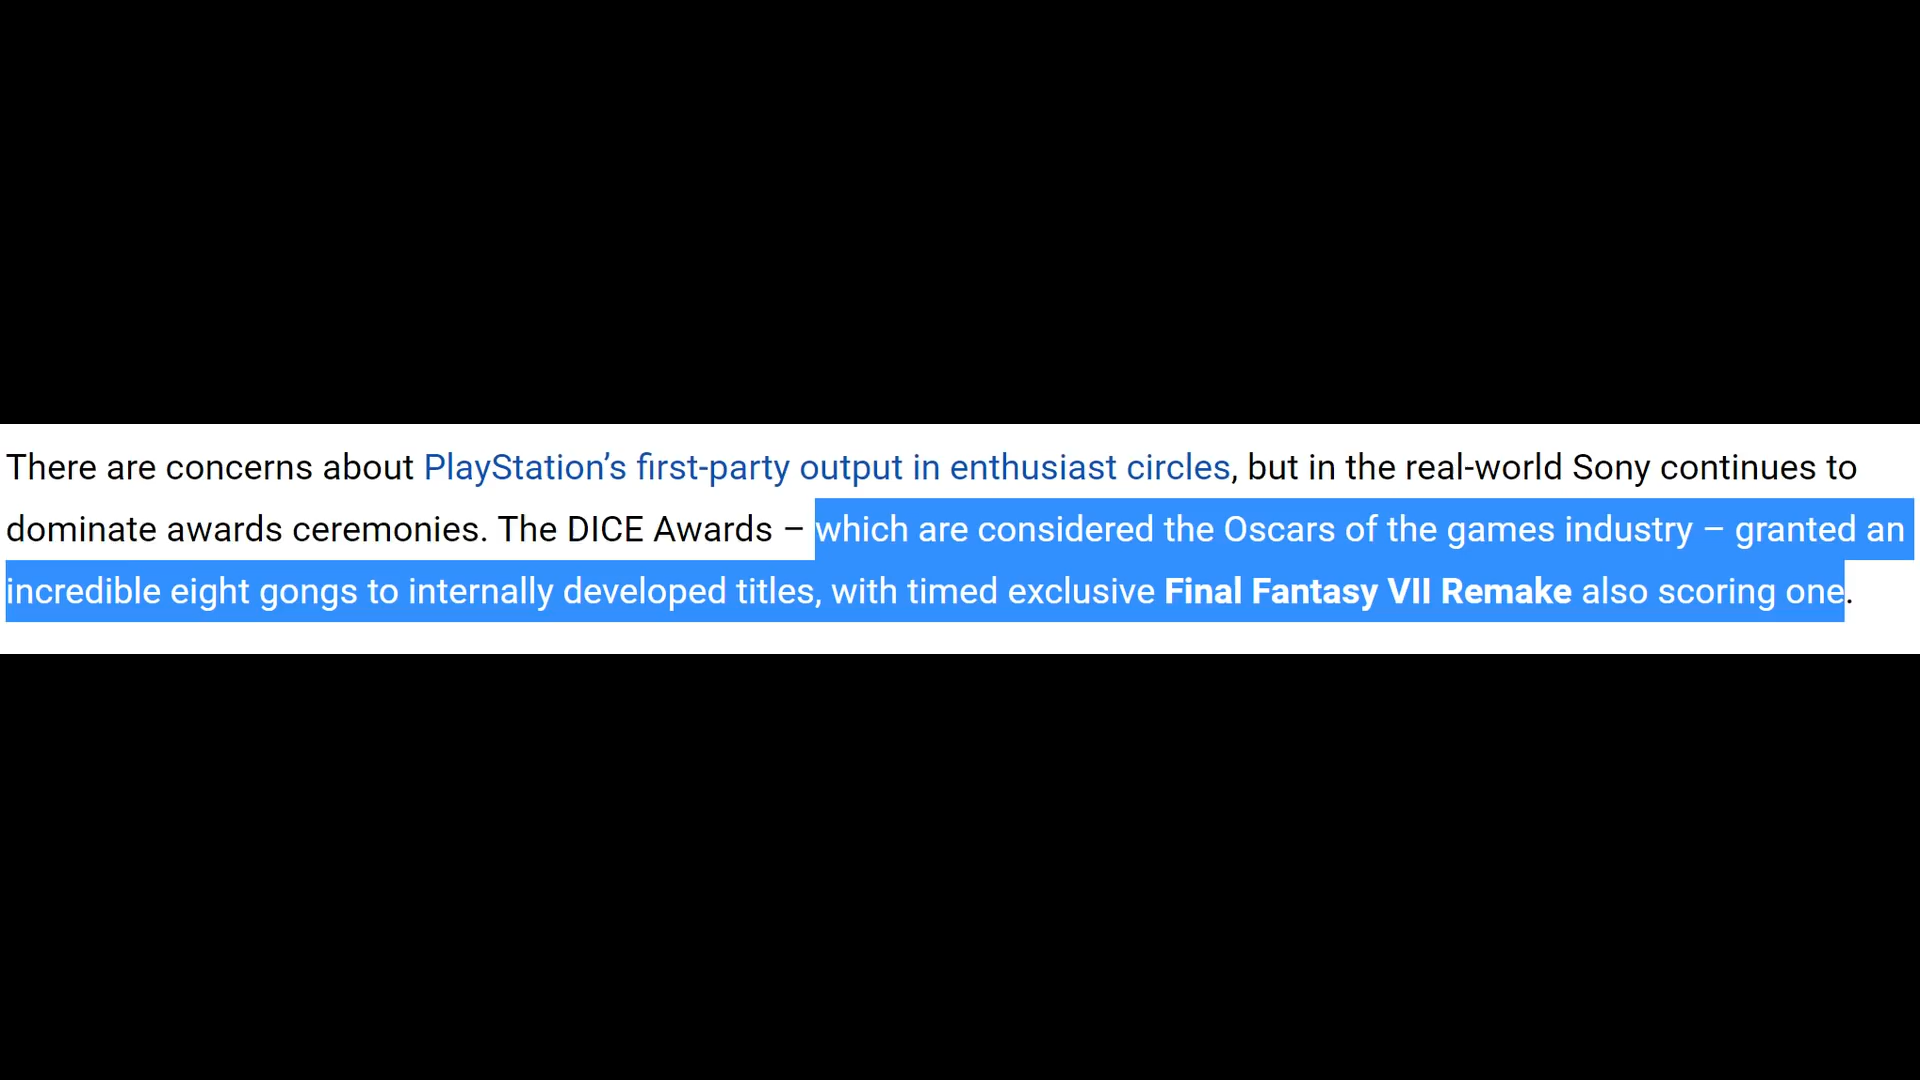 There are concerns about PlayStation’s first-party output in enthusiast circles, but in the real-world Sony continues to
dominate awards ceremonies. The DICE Awards – which are considered the Oscars of the games industry – granted an
incredible eight gongs to internally developed titles, with timed exclusive Final Fantasy VII Remake also scoring one.